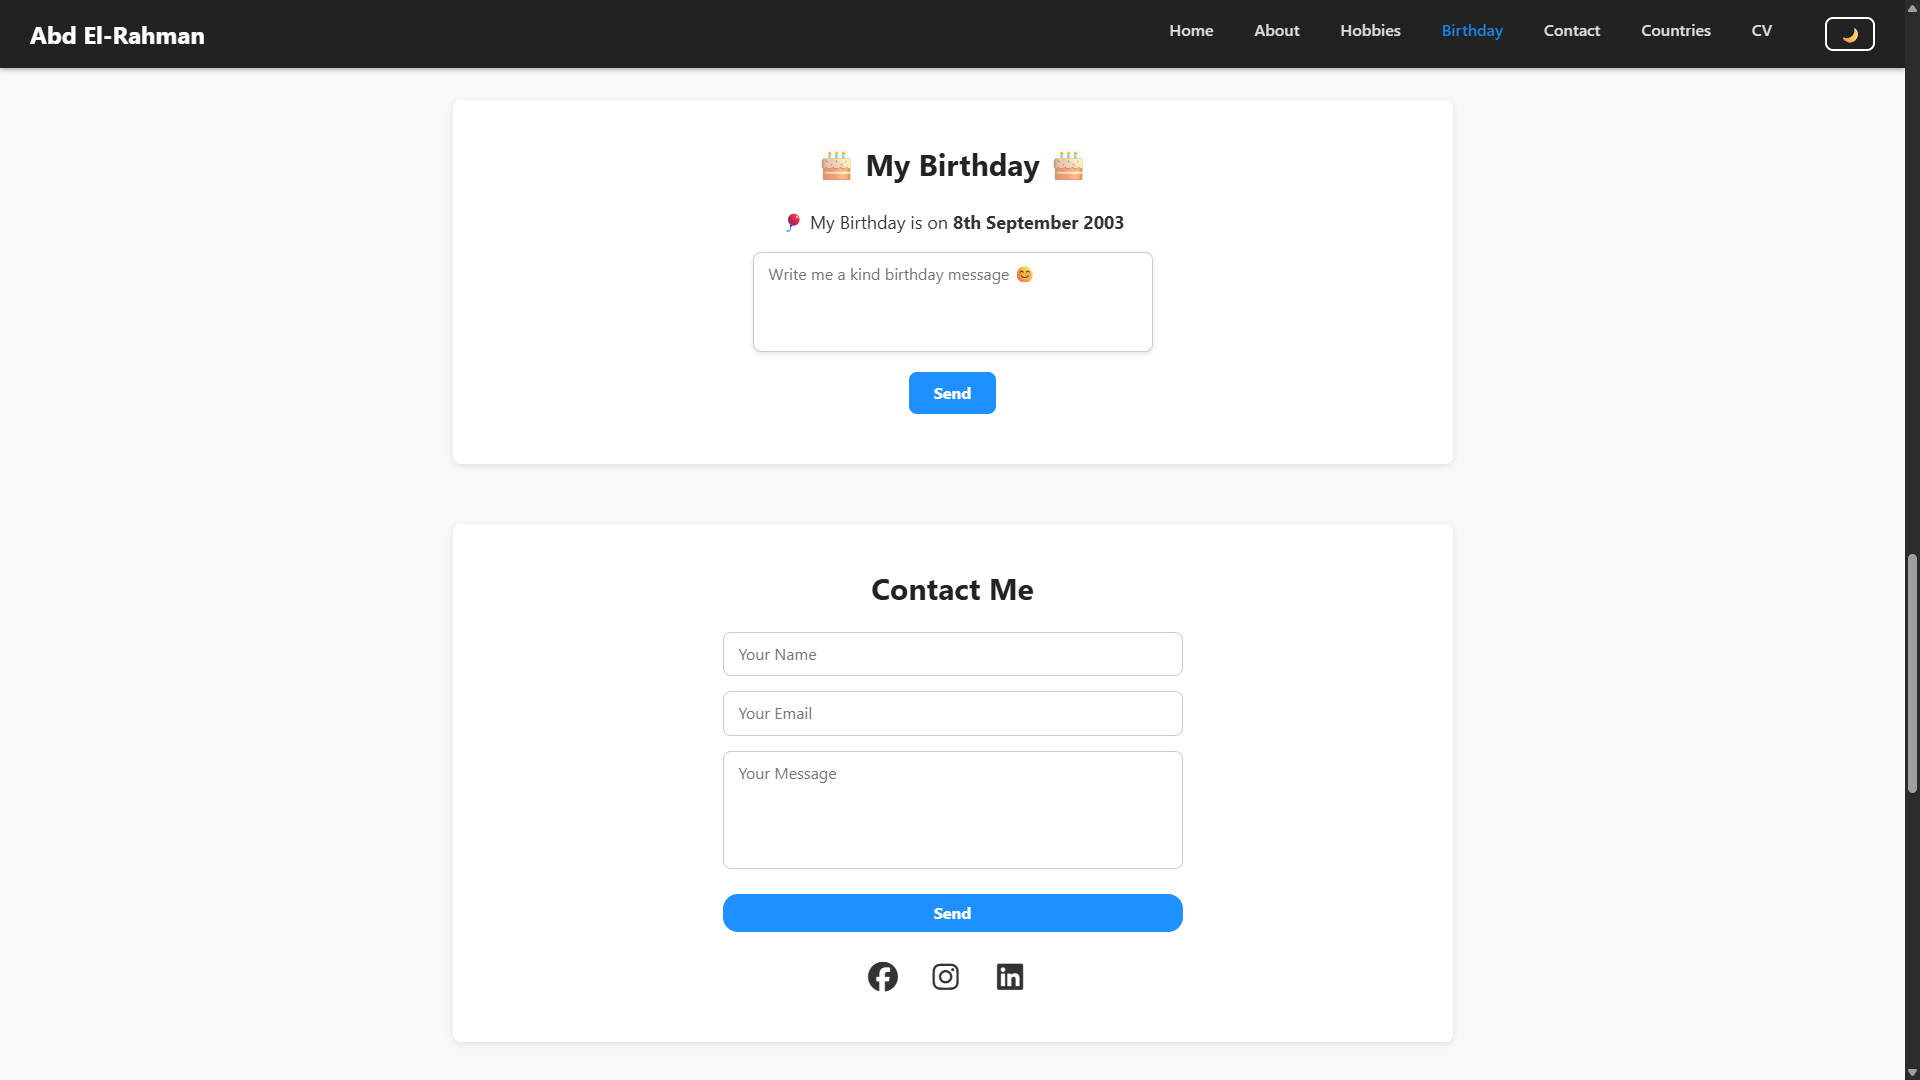 Abd El-Rahman
Home About Hobbies Birthday Contact Countries CV 🌙
🎂 My Birthday 🎂
🎈 My Birthday is on 8th September 2003
Write me a kind birthday message 😊
Send
Contact Me
Your Name
Your Email
Your Message
Send